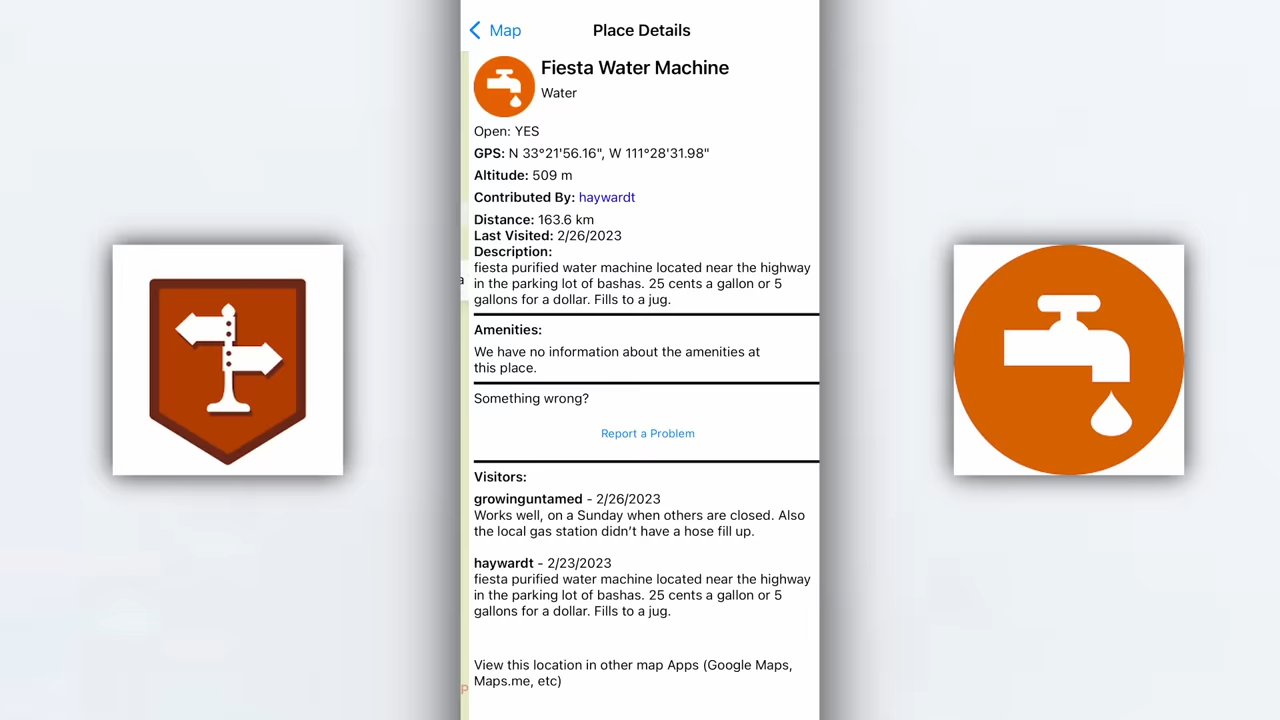 Map
Place Details
Fiesta Water Machine
Water
Open: YES
GPS: N 33°21'56.16", W 111°28'31.98"
Altitude: 509 m
Contributed By: haywardt
Distance: 163.6 km
Last Visited: 2/26/2023
Description:
fiesta purified water machine located near the highway
in the parking lot of bashas. 25 cents a gallon or 5
gallons for a dollar. Fills to a jug.
Amenities:
We have no information about the amenities at
this place.
Something wrong?
Report a Problem
Visitors:
growinguntamed - 2/26/2023
Works well, on a Sunday when others are closed. Also
the local gas station didn’t have a hose fill up.
haywardt - 2/23/2023
fiesta purified water machine located near the highway
in the parking lot of bashas. 25 cents a gallon or 5
gallons for a dollar. Fills to a jug.
View this location in other map Apps (Google Maps,
Maps.me, etc)